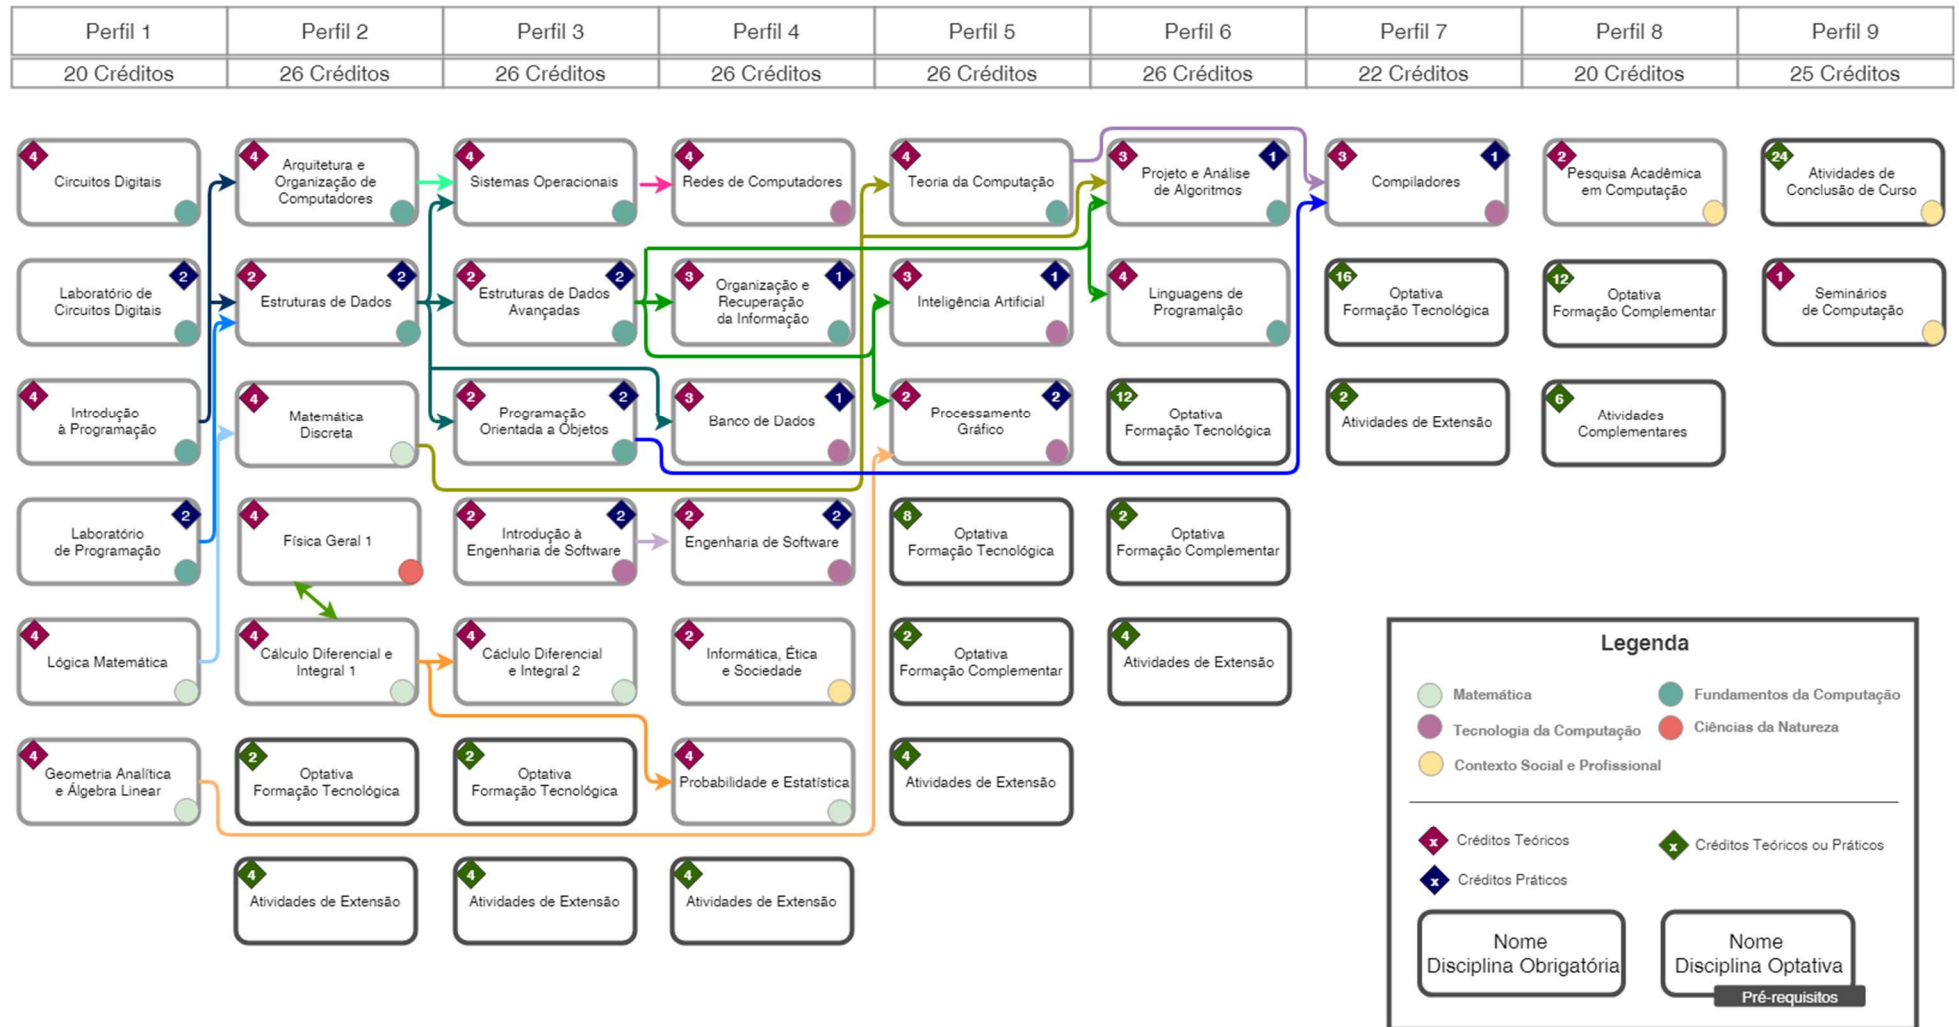 Perfil 1
Perfil 2
Perfil 3
Perfil 4
Perfil 5
Perfil 6
Perfil 7
Perfil 8
Perfil 9
20 Créditos
26 Créditos
26 Créditos
26 Créditos
26 Créditos
26 Créditos
22 Créditos
20 Créditos
25 Créditos
4
Circuitos Digitais
4
Arquitetura e
Organização de
Computadores
4
Sistemas Operacionais
4
Redes de Computadores
4
Teoria da Computação
3
1
Projeto e Análise
de Algoritmos
3
1
Compiladores
2
Pesquisa Acadêmica
em Computação
24
Atividades de
Conclusão de Curso
2
Laboratório de
Circuitos Digitais
2
2
Estruturas de Dados
2
2
Estruturas de Dados
Avançadas
3
1
Organização e
Recuperação
da Informação
3
1
Inteligência Artificial
4
Linguagens de
Programalção
16
Optativa
Formação Tecnológica
12
Optativa
Formação Complementar
1
Seminários
de Computação
4
Introdução
à Programação
4
Matemática
Discreta
2
2
Programação
Orientada a Objetos
3
1
Banco de Dados
2
2
Processamento
Gráfico
12
Optativa
Formação Tecnológica
2
Atividades de Extensão
6
Atividades
Complementares
2
Laboratório
de Programação
4
Física Geral 1
2
2
Introdução à
Engenharia de Software
2
2
Engenharia de Software
8
Optativa
Formação Tecnológica
2
Optativa
Formação Complementar
4
Lógica Matemática
4
Cálculo Diferencial e
Integral 1
4
Cáclulo Diferencial
e Integral 2
2
Informática, Ética
e Sociedade
2
Optativa
Formação Complementar
4
Atividades de Extensão
4
Geometria Analítica
e Álgebra Linear
2
Optativa
Formação Tecnológica
2
Optativa
Formação Tecnológica
4
Probabilidade e Estatística
4
Atividades de Extensão
4
Atividades de Extensão
4
Atividades de Extensão
4
Atividades de Extensão
Legenda
Matemática
Fundamentos da Computação
Tecnologia da Computação
Ciências da Natureza
Contexto Social e Profissional
x
Créditos Teóricos
x
Créditos Teóricos ou Práticos
x
Créditos Práticos
Nome
Disciplina Obrigatória
Nome
Disciplina Optativa
Pré-requisitos